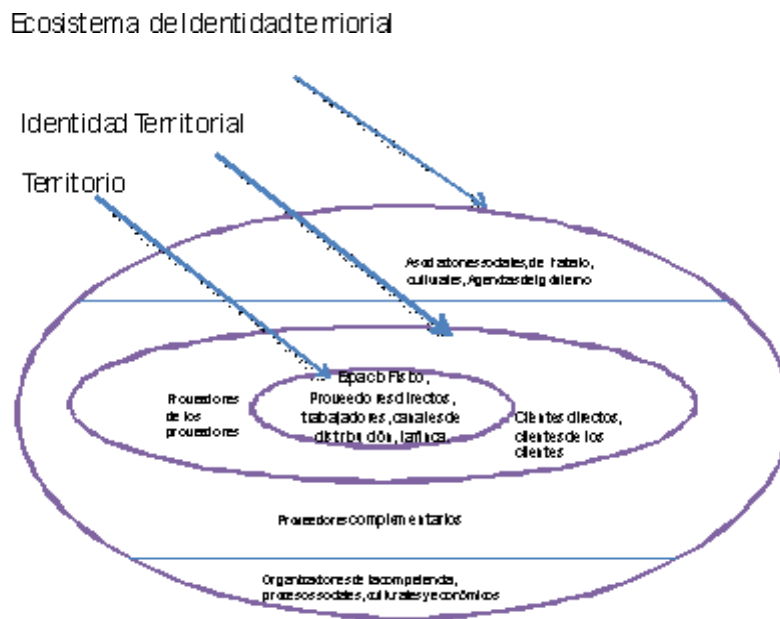 Ecosistema de Identidad terriorial
Identidad Territorial
Territorio
Asociaciones sociales, de trabajo,
culturales, Agencias del gobierno
Espacio Fisico,
Proveedores directos,
trabajadores, canales de
distribución, la finca.
Proveedores
de los
proveedores
Clientes directos,
clientes de los
clientes
Proveedores complementarios
Organizadores de la competencia,
procesos sociales, culturales y económicos